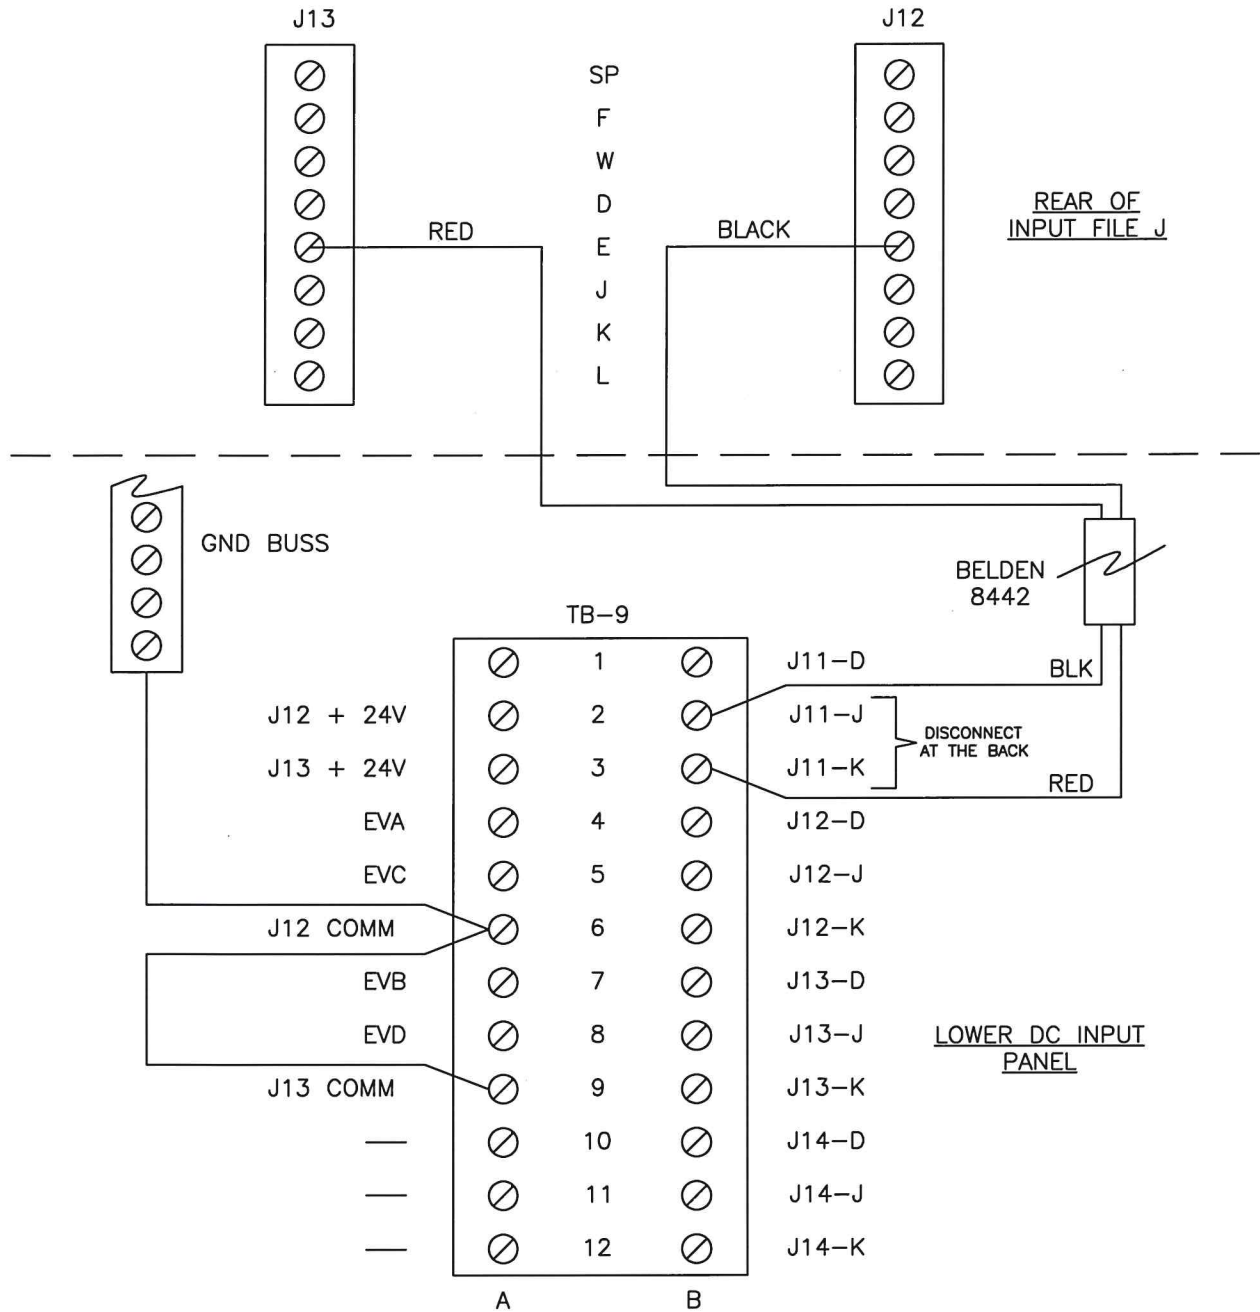 J13
J12
SP
F
W
D
E
J
K
L
RED
BLACK
REAR OF
INPUT FILE J
GND BUSS
BELDEN
8442
TB-9
1
J11-D
BLK
J12 + 24V
2
J11-J
DISCONNECT
AT THE BACK
J13 + 24V
3
J11-K
RED
EVA
4
J12-D
EVC
5
J12-J
J12 COMM
6
J12-K
EVB
7
J13-D
EVD
8
J13-J
LOWER DC INPUT
PANEL
J13 COMM
9
J13-K
—
10
J14-D
—
11
J14-J
—
12
J14-K
A
B